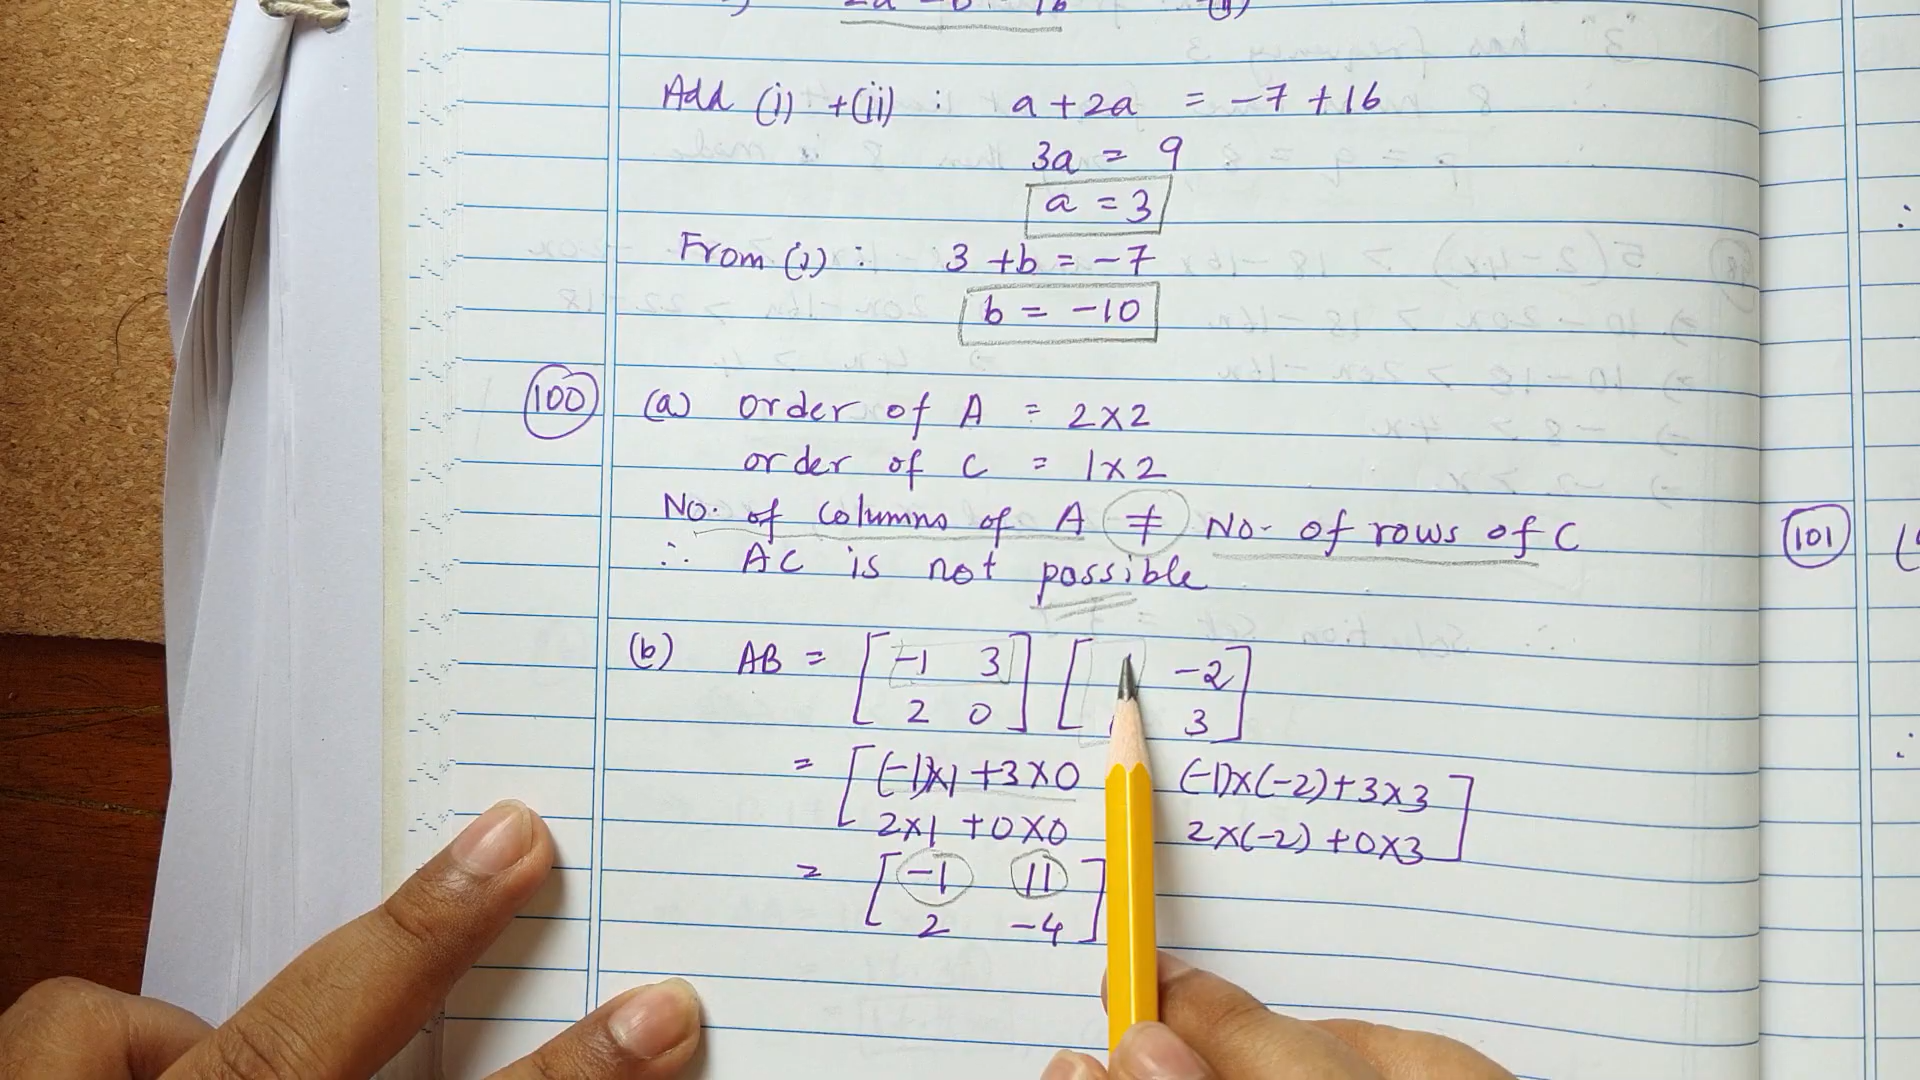 Add (i) +(ii) : a + 2a = -7 + 16
3a = 9
a = 3
From (i) : 3 + b = -7
b = -10
100 (a) order of A = 2×2
order of C = 1×2
No. of columns of A ≠ No. of rows of C
∴ AC is not possible
(b) AB = [-1 3] [1 -2]
[2 0] [ 3]
= [(-1)×1 + 3×0 (-1)×(-2) + 3×3]
[2×1 + 0×0 2×(-2) + 0×3]
= [-1 11]
[2 -4]
101